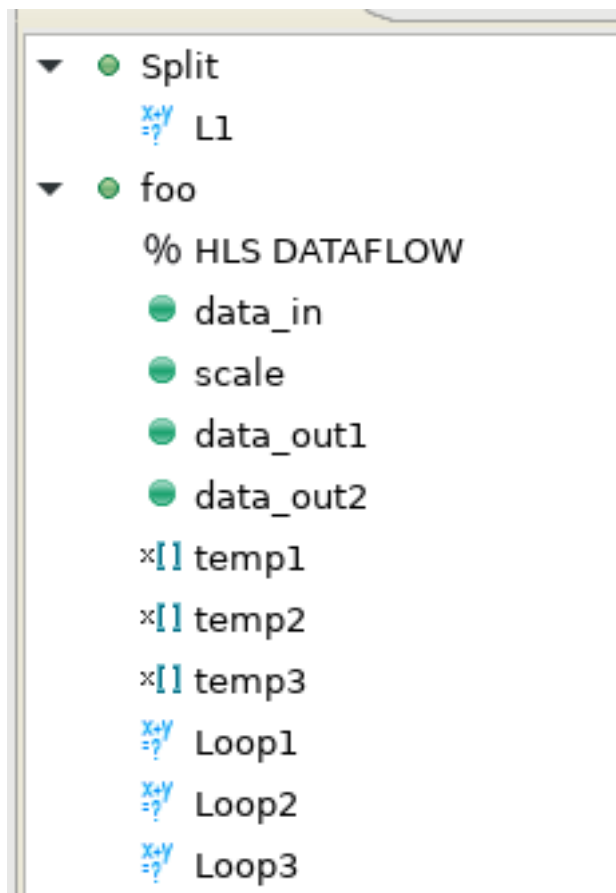 Split
L1
foo
% HLS DATAFLOW
data_in
scale
data_out1
data_out2
x[] temp1
x[] temp2
x[] temp3
Loop1
Loop2
Loop3